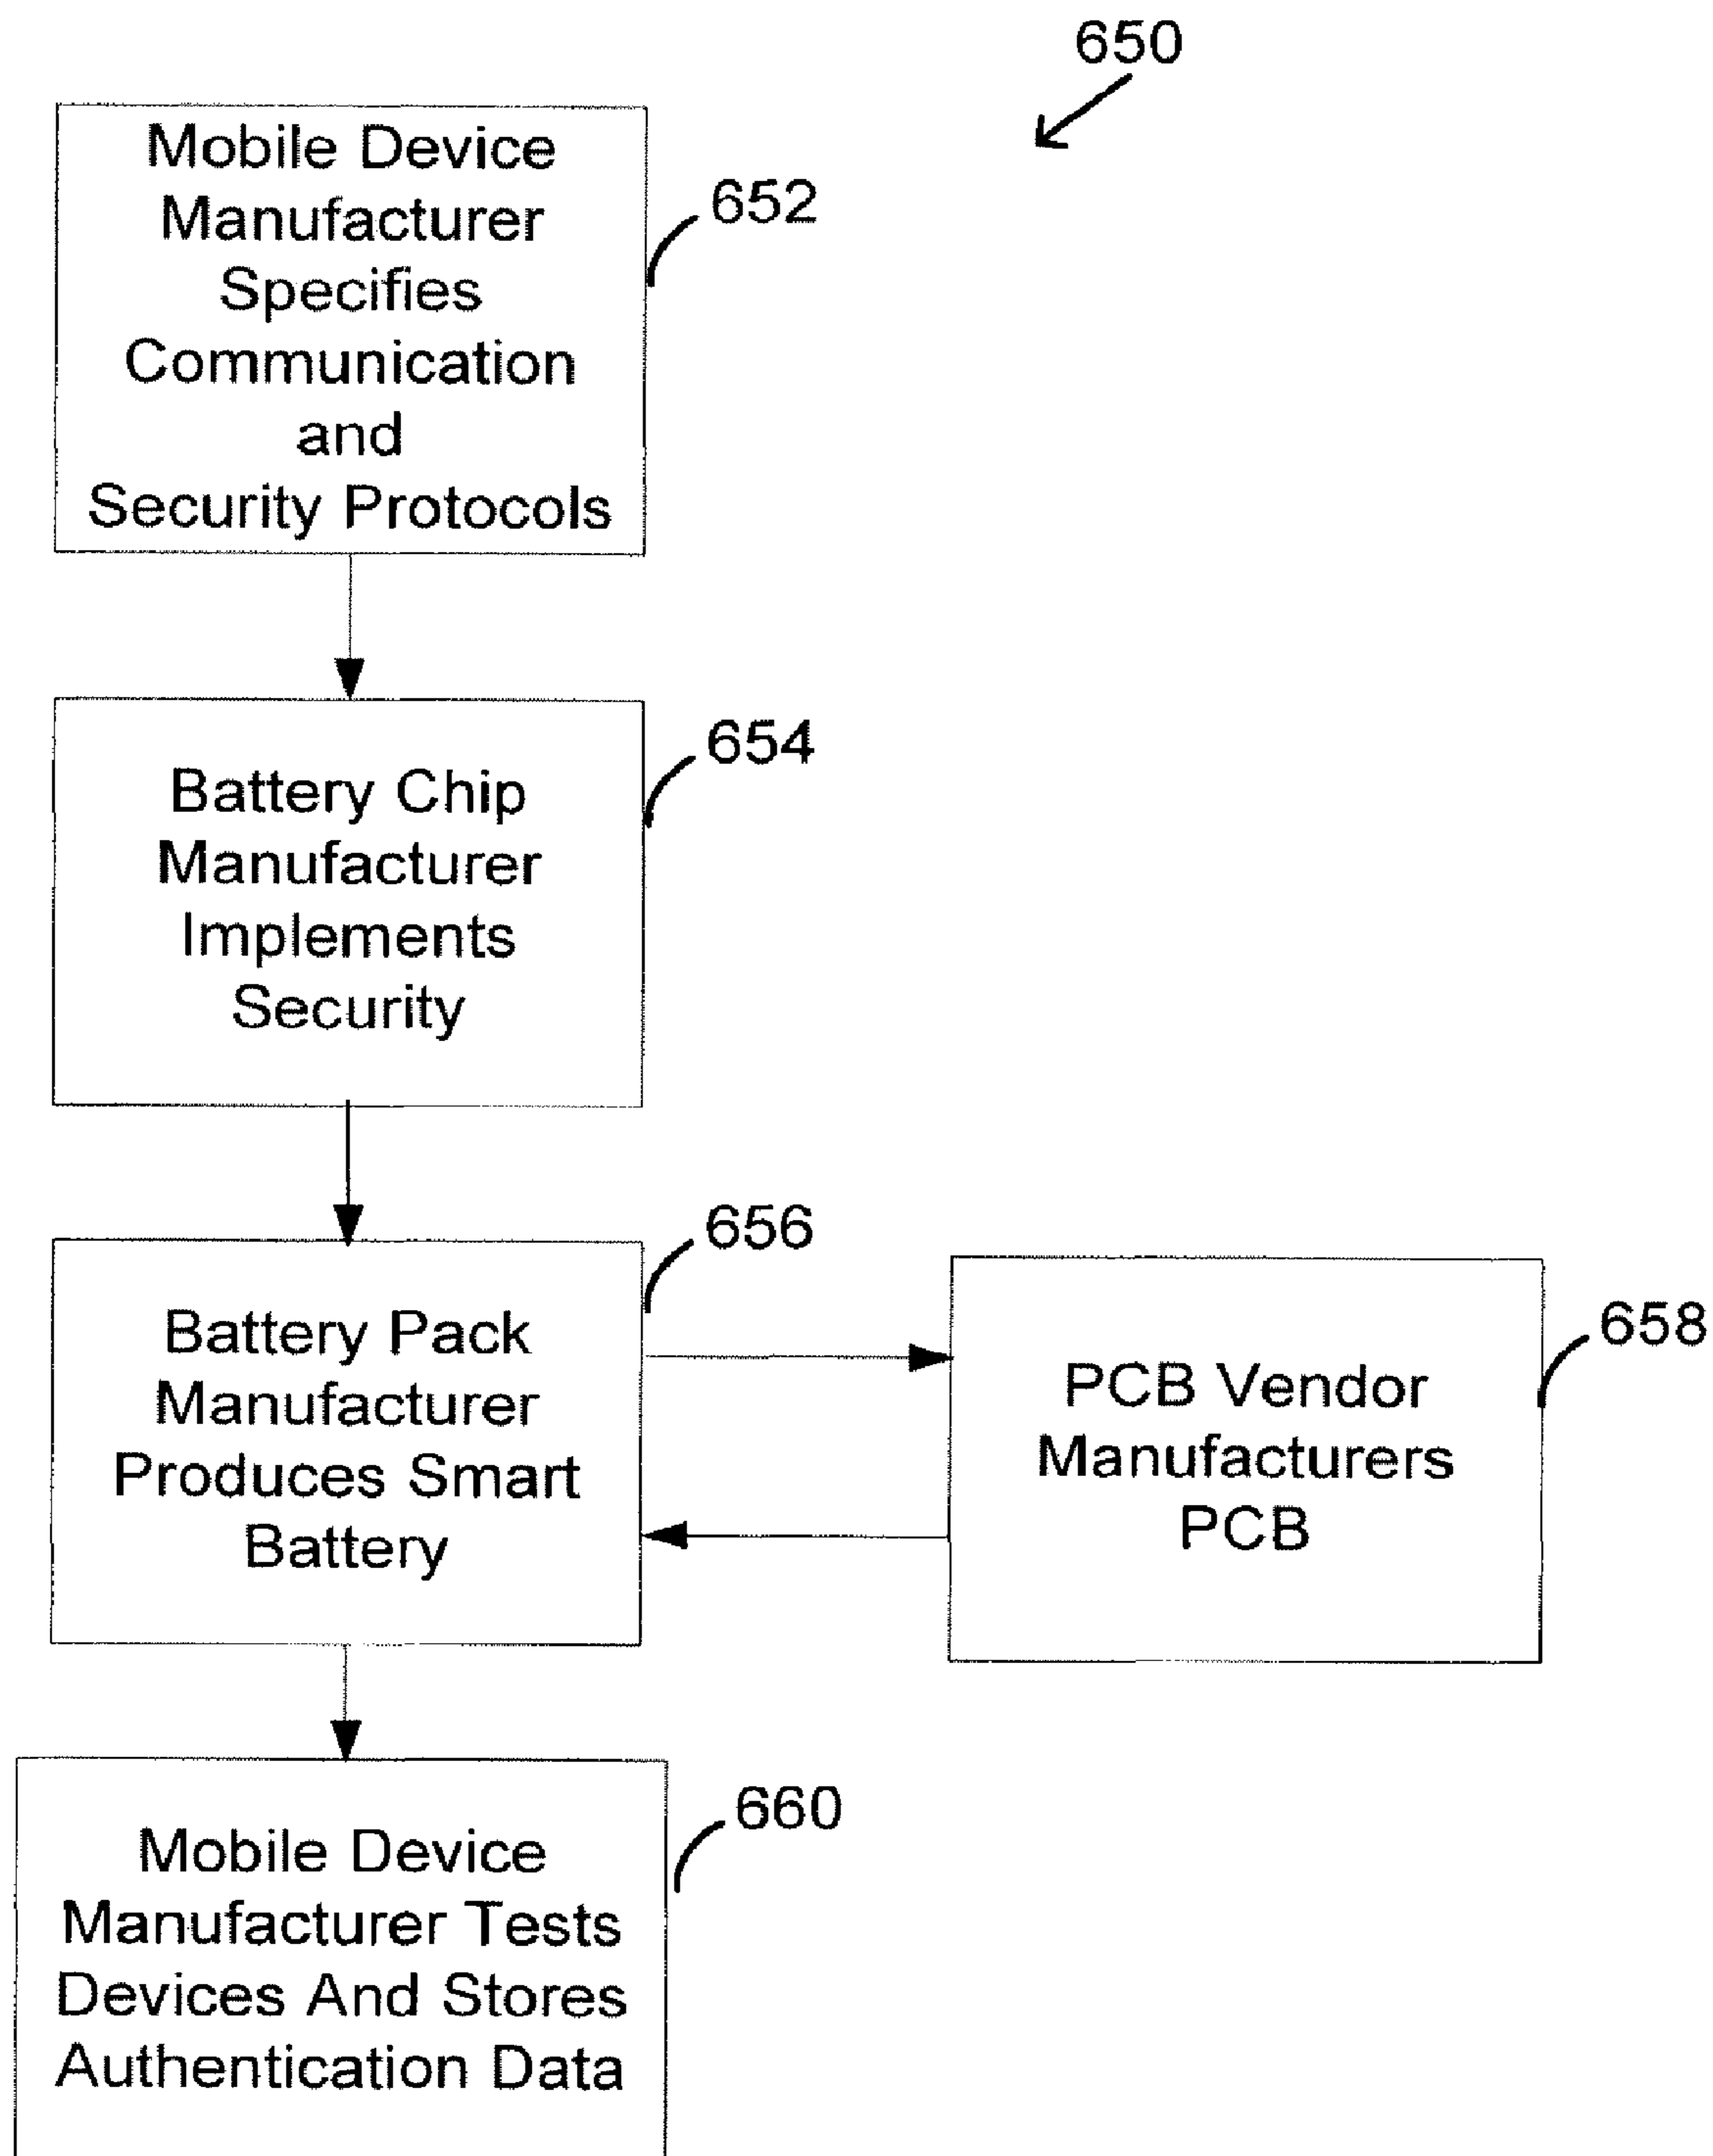 650
Mobile Device
Manufacturer
Specifies
Communication
and
Security Protocols
652
Battery Chip
Manufacturer
Implements
Security
654
Battery Pack
Manufacturer
Produces Smart
Battery
656
PCB Vendor
Manufacturers
PCB
658
Mobile Device
Manufacturer Tests
Devices And Stores
Authentication Data
660